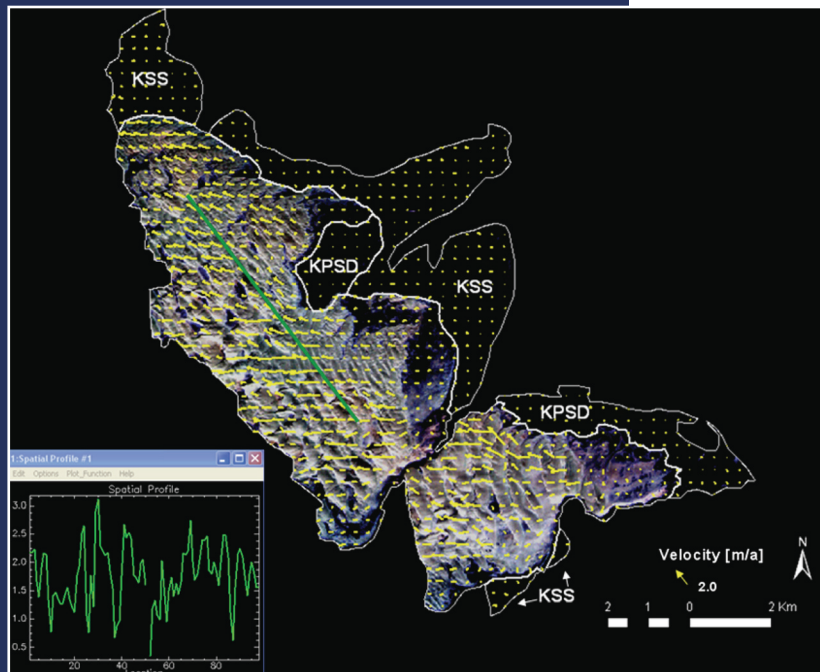 KSS
KPSD
KSS
KPSD
KSS
Velocity [m/a]
2.0
N
2 1 0 2 Km
1:Spatial Profile #1
Edit Options Plot_Function Help
Spatial Profile
3.0
2.5
2.0
1.5
1.0
0.5
20 40 60 80